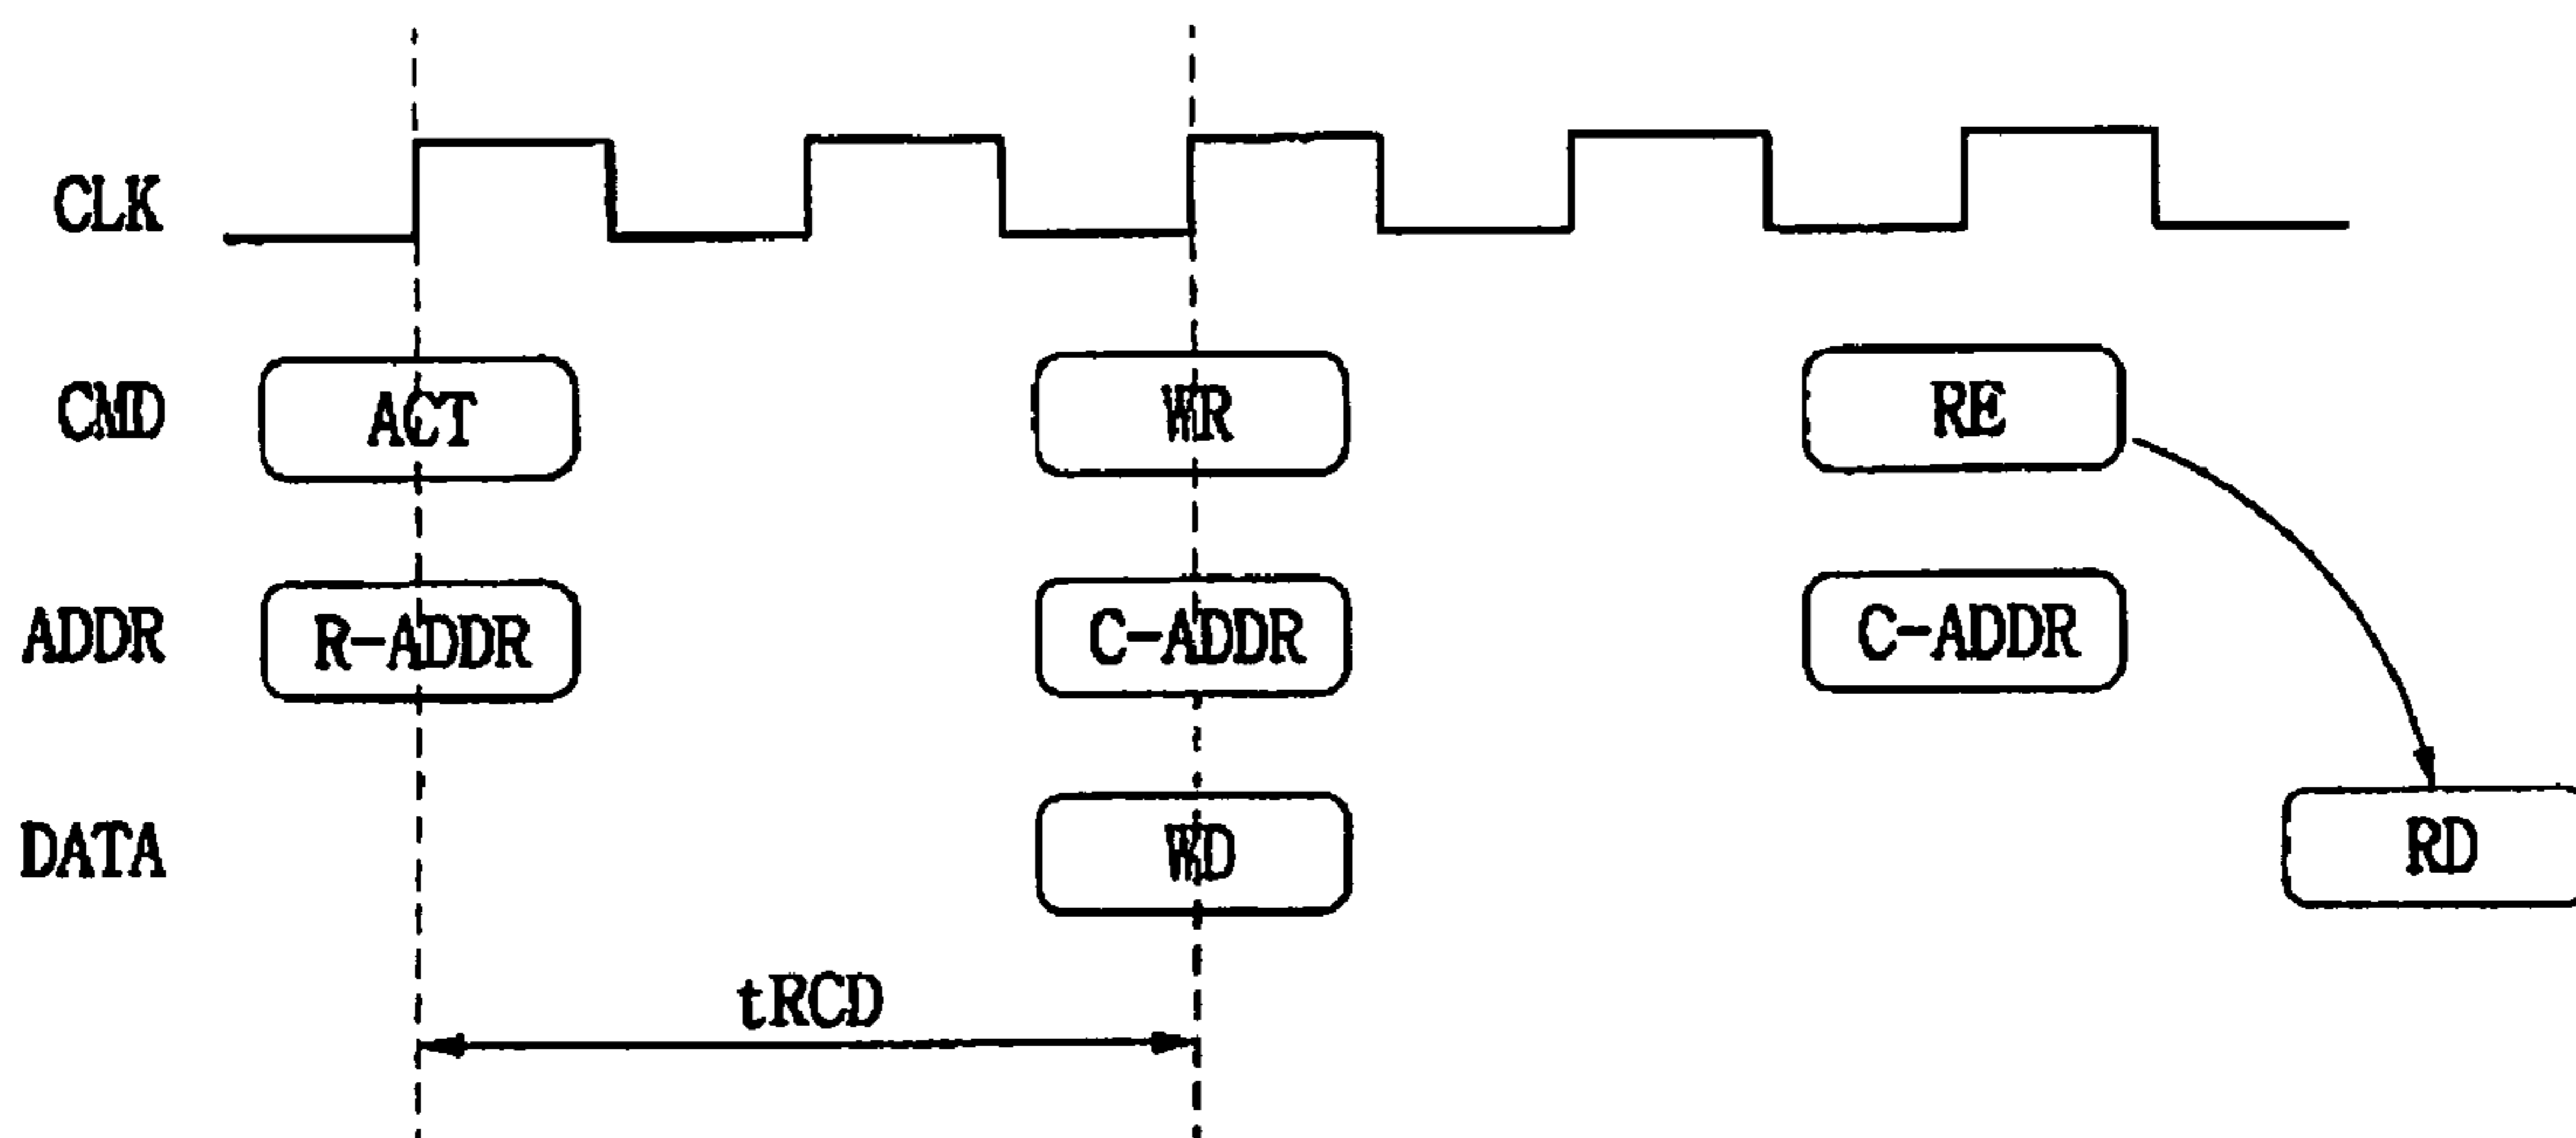 CLK
CMD ACT WR RE
ADDR R-ADDR C-ADDR C-ADDR
DATA WD RD
tRCD